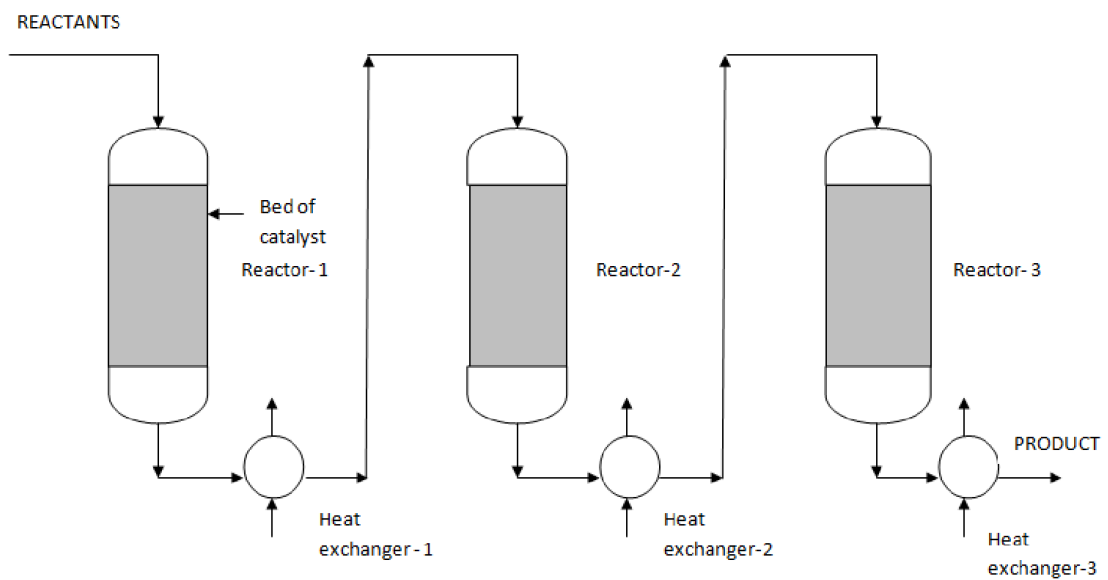 REACTANTS
Bed of
catalyst
Reactor-1
Reactor-2
Reactor-3
PRODUCT
Heat
exchanger-1
Heat
exchanger-2
Heat
exchanger-3